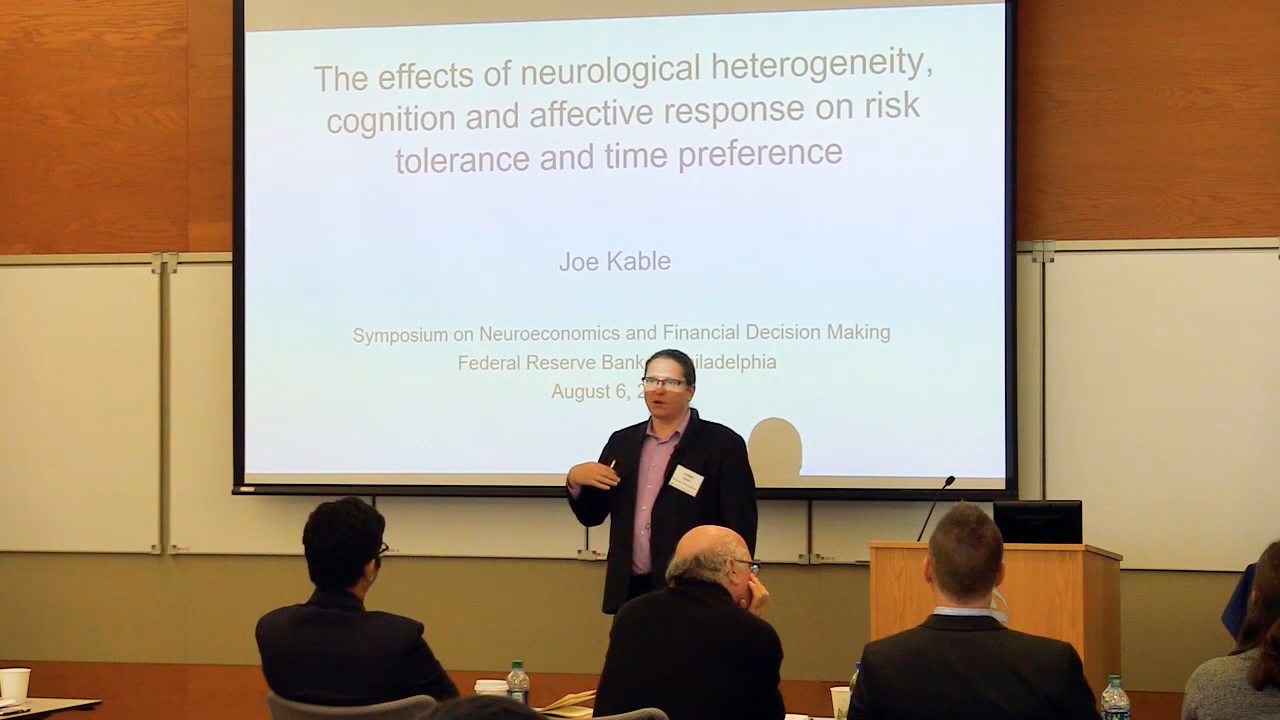 The effects of neurological heterogeneity,
cognition and affective response on risk
tolerance and time preference
Joe Kable
Symposium on Neuroeconomics and Financial Decision Making
Federal Reserve Bank
August 6,